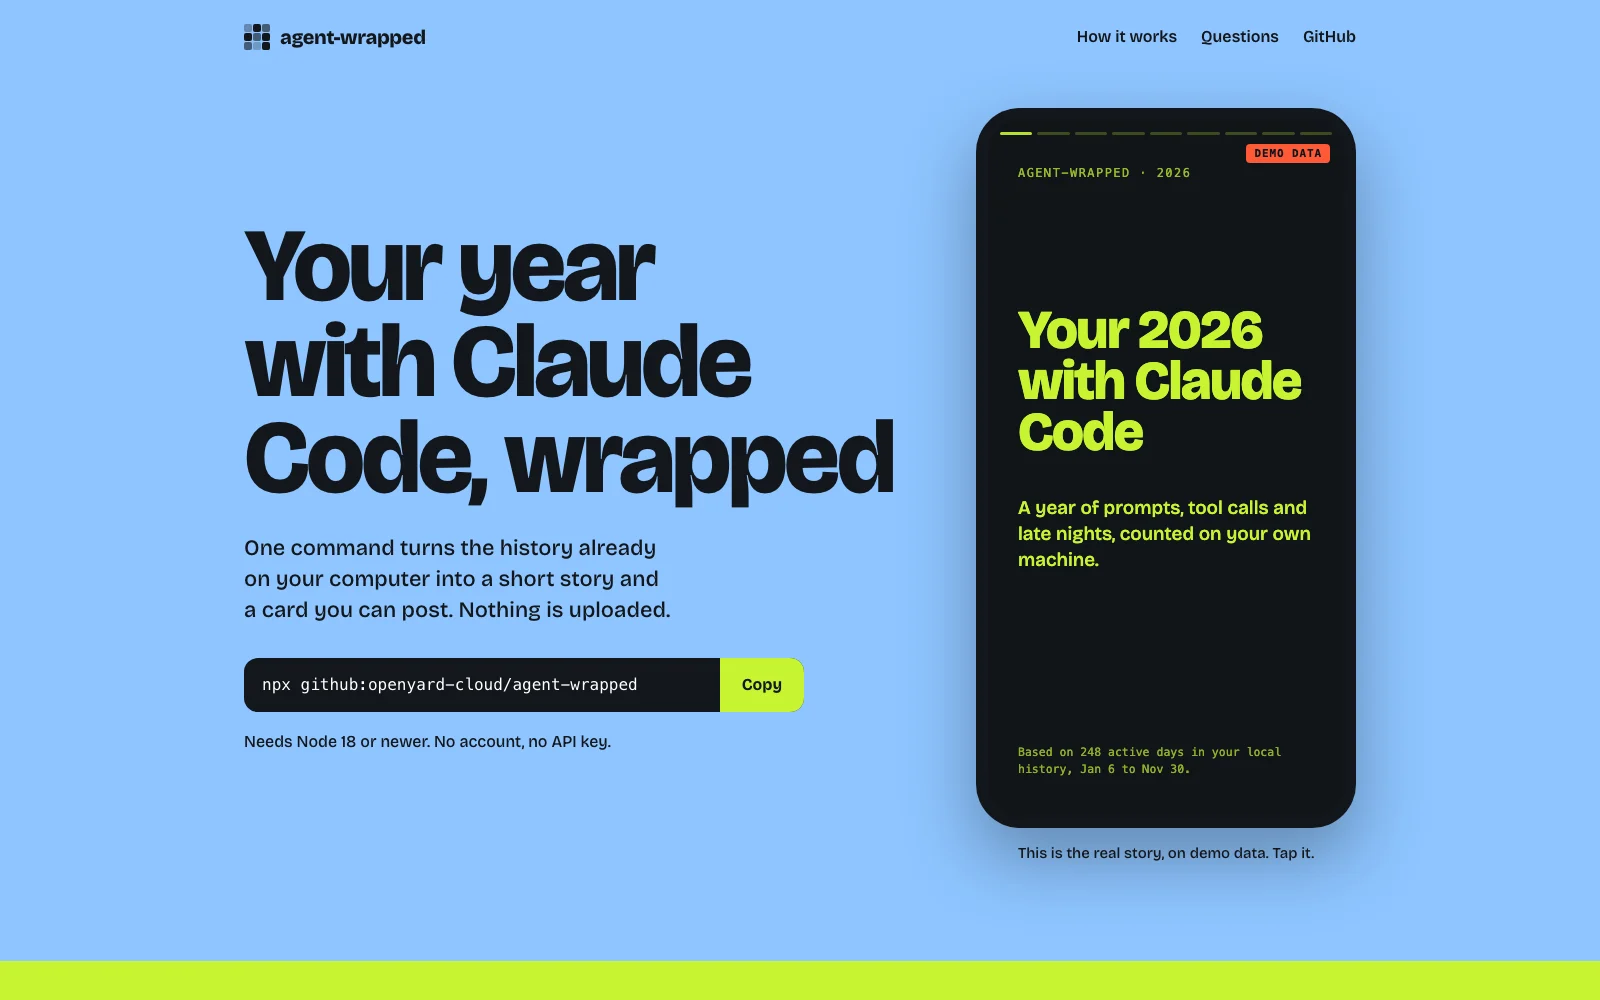 agent-wrapped
How it works
Questions
GitHub
Your year
with Claude
Code, wrapped
One command turns the history already
on your computer into a short story and
a card you can post. Nothing is uploaded.
npx github:openyard-cloud/agent-wrapped
Copy
Needs Node 18 or newer. No account, no API key.
DEMO DATA
AGENT-WRAPPED · 2026
Your 2026
with Claude
Code
A year of prompts, tool calls and
late nights, counted on your own
machine.
Based on 248 active days in your local
history, Jan 6 to Nov 30.
This is the real story, on demo data. Tap it.